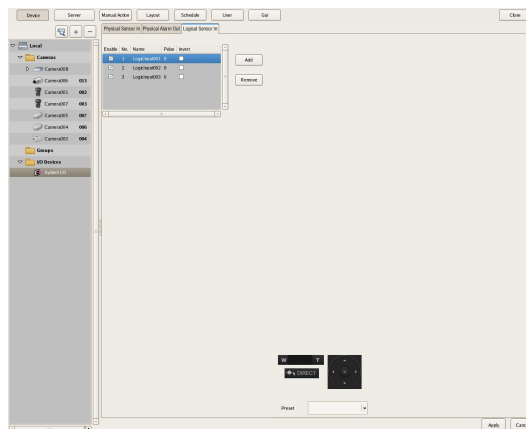 Device Server Manual Action Layout Schedule User Gui Close
Physical Sensor In Physical Alarm Out Logical Sensor In
Local
Cameras
Camera008
Camera006 013
Camera001 002
Camera007 003
Camera005 007
Camera004 006
Camera003 004
Groups
I/O Devices
System I/O
Enable No. Name Pulse Invert
1 LogicInput001 0
2 LogicInput002 0
3 LogicInput003 0
Add
Remove
W T
DIRECT
Preset
Apply Canc